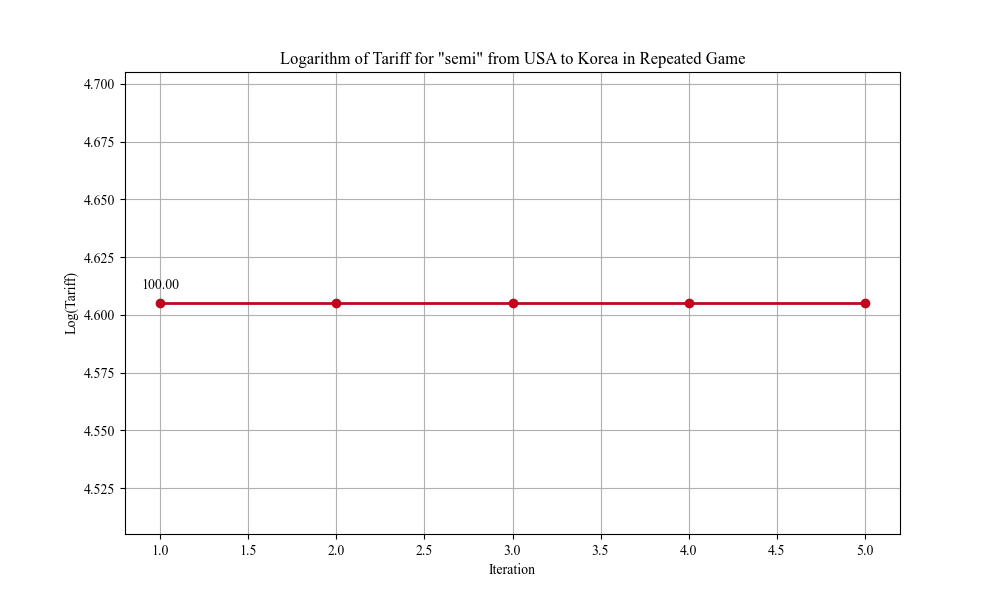 Logarithm of Tariff for "semi" from USA to Korea in Repeated Game
4.700
4.675
4.650
4.625
4.600
4.575
4.550
4.525
Log(Tariff)
100.00
1.0 1.5 2.0 2.5 3.0 3.5 4.0 4.5 5.0
Iteration